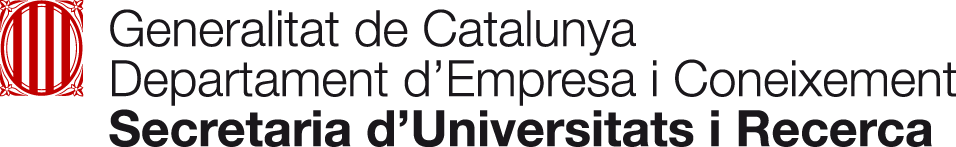 Generalitat de Catalunya
Departament d’Empresa i Coneixement
Secretaria d’Universitats i Recerca